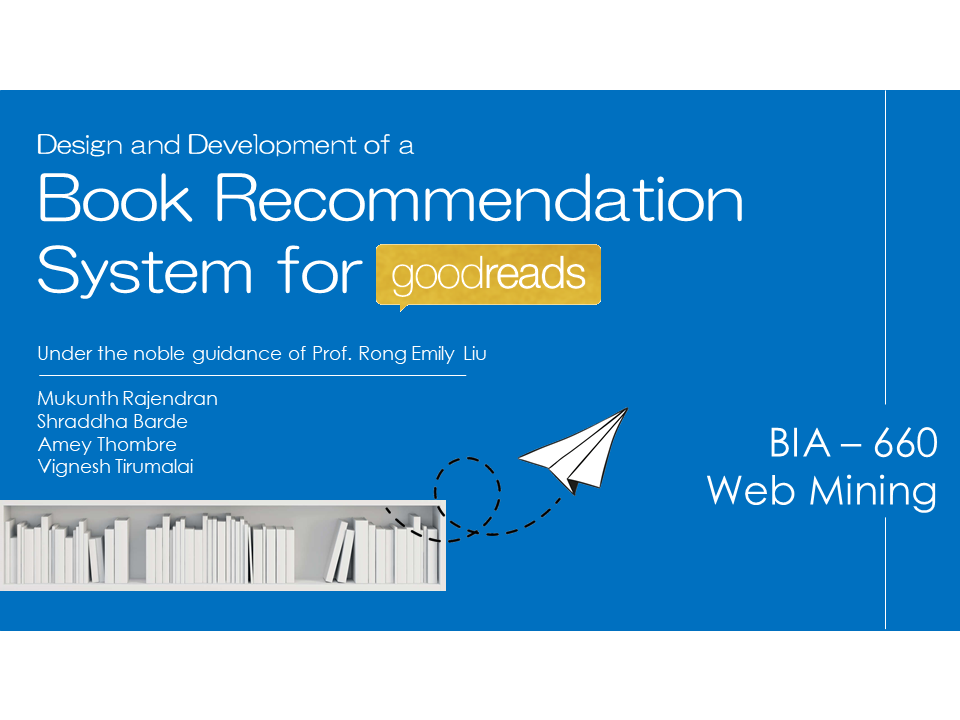 Design and Development of a
Book Recommendation
System for goodreads
Under the noble guidance of Prof. Rong Emily Liu
Mukunth Rajendran
Shraddha Barde
Amey Thombre
Vignesh Tirumalai
BIA – 660
Web Mining